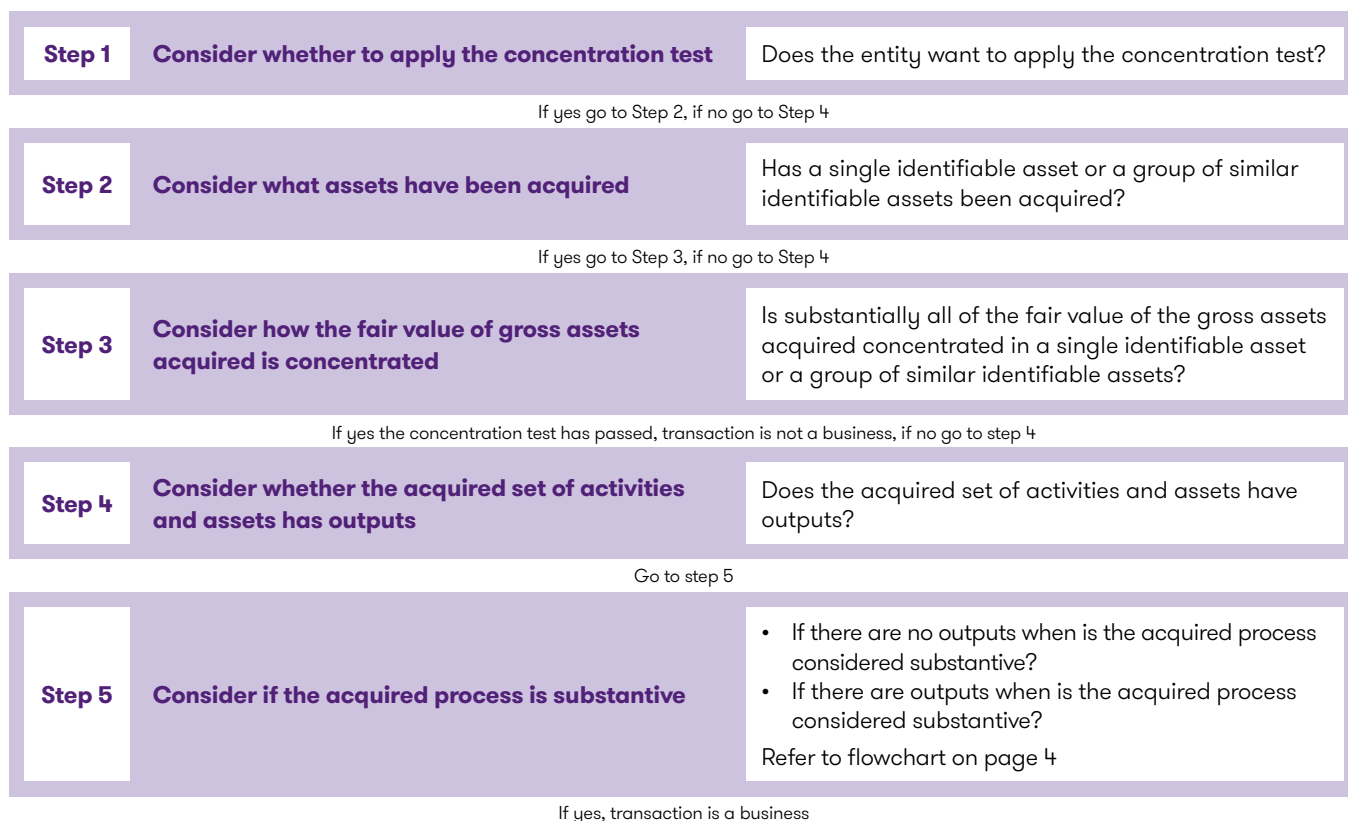 Step 1
Consider whether to apply the concentration test
Does the entity want to apply the concentration test?
If yes go to Step 2, if no go to Step 4
Step 2
Consider what assets have been acquired
Has a single identifiable asset or a group of similar
identifiable assets been acquired?
If yes go to Step 3, if no go to Step 4
Step 3
Consider how the fair value of gross assets
acquired is concentrated
Is substantially all of the fair value of the gross assets
acquired concentrated in a single identifiable asset
or a group of similar identifiable assets?
If yes the concentration test has passed, transaction is not a business, if no go to step 4
Step 4
Consider whether the acquired set of activities
and assets has outputs
Does the acquired set of activities and assets have
outputs?
Go to step 5
Step 5
Consider if the acquired process is substantive
• If there are no outputs when is the acquired process
considered substantive?
• If there are outputs when is the acquired process
considered substantive?
Refer to flowchart on page 4
If yes, transaction is a business